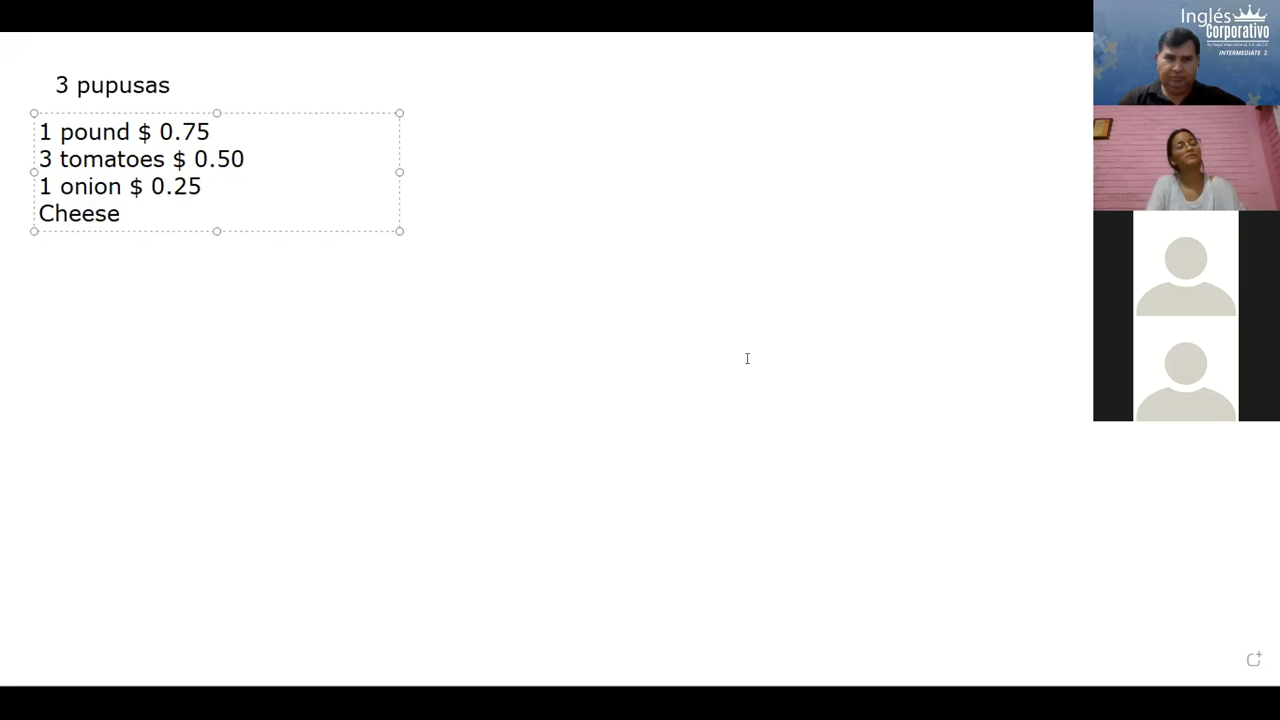 3 pupusas
1 pound $ 0.75
3 tomatoes $ 0.50
1 onion $ 0.25
Cheese
Inglés
Corporativo
INTERMEDIATE 2